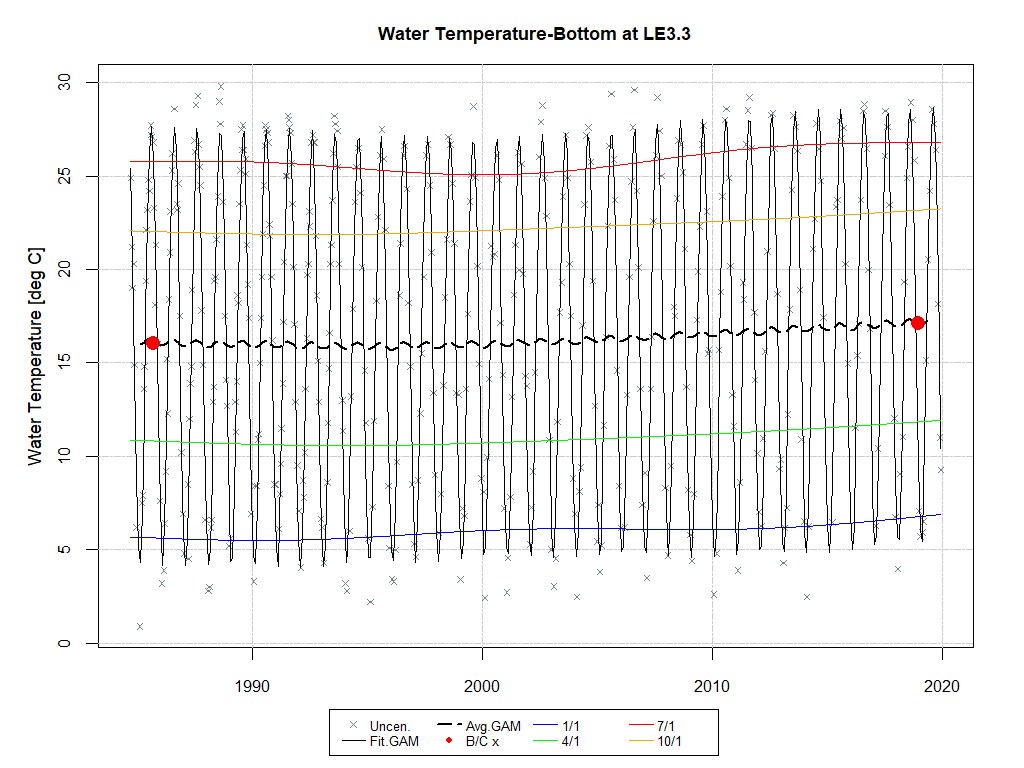 Water Temperature-Bottom at LE3.3
Water Temperature [deg C]
30
25
20
15
10
5
0
1990 2000 2010 2020
Uncen. Avg.GAM 1/1 7/1
Fit.GAM B/C x 4/1 10/1